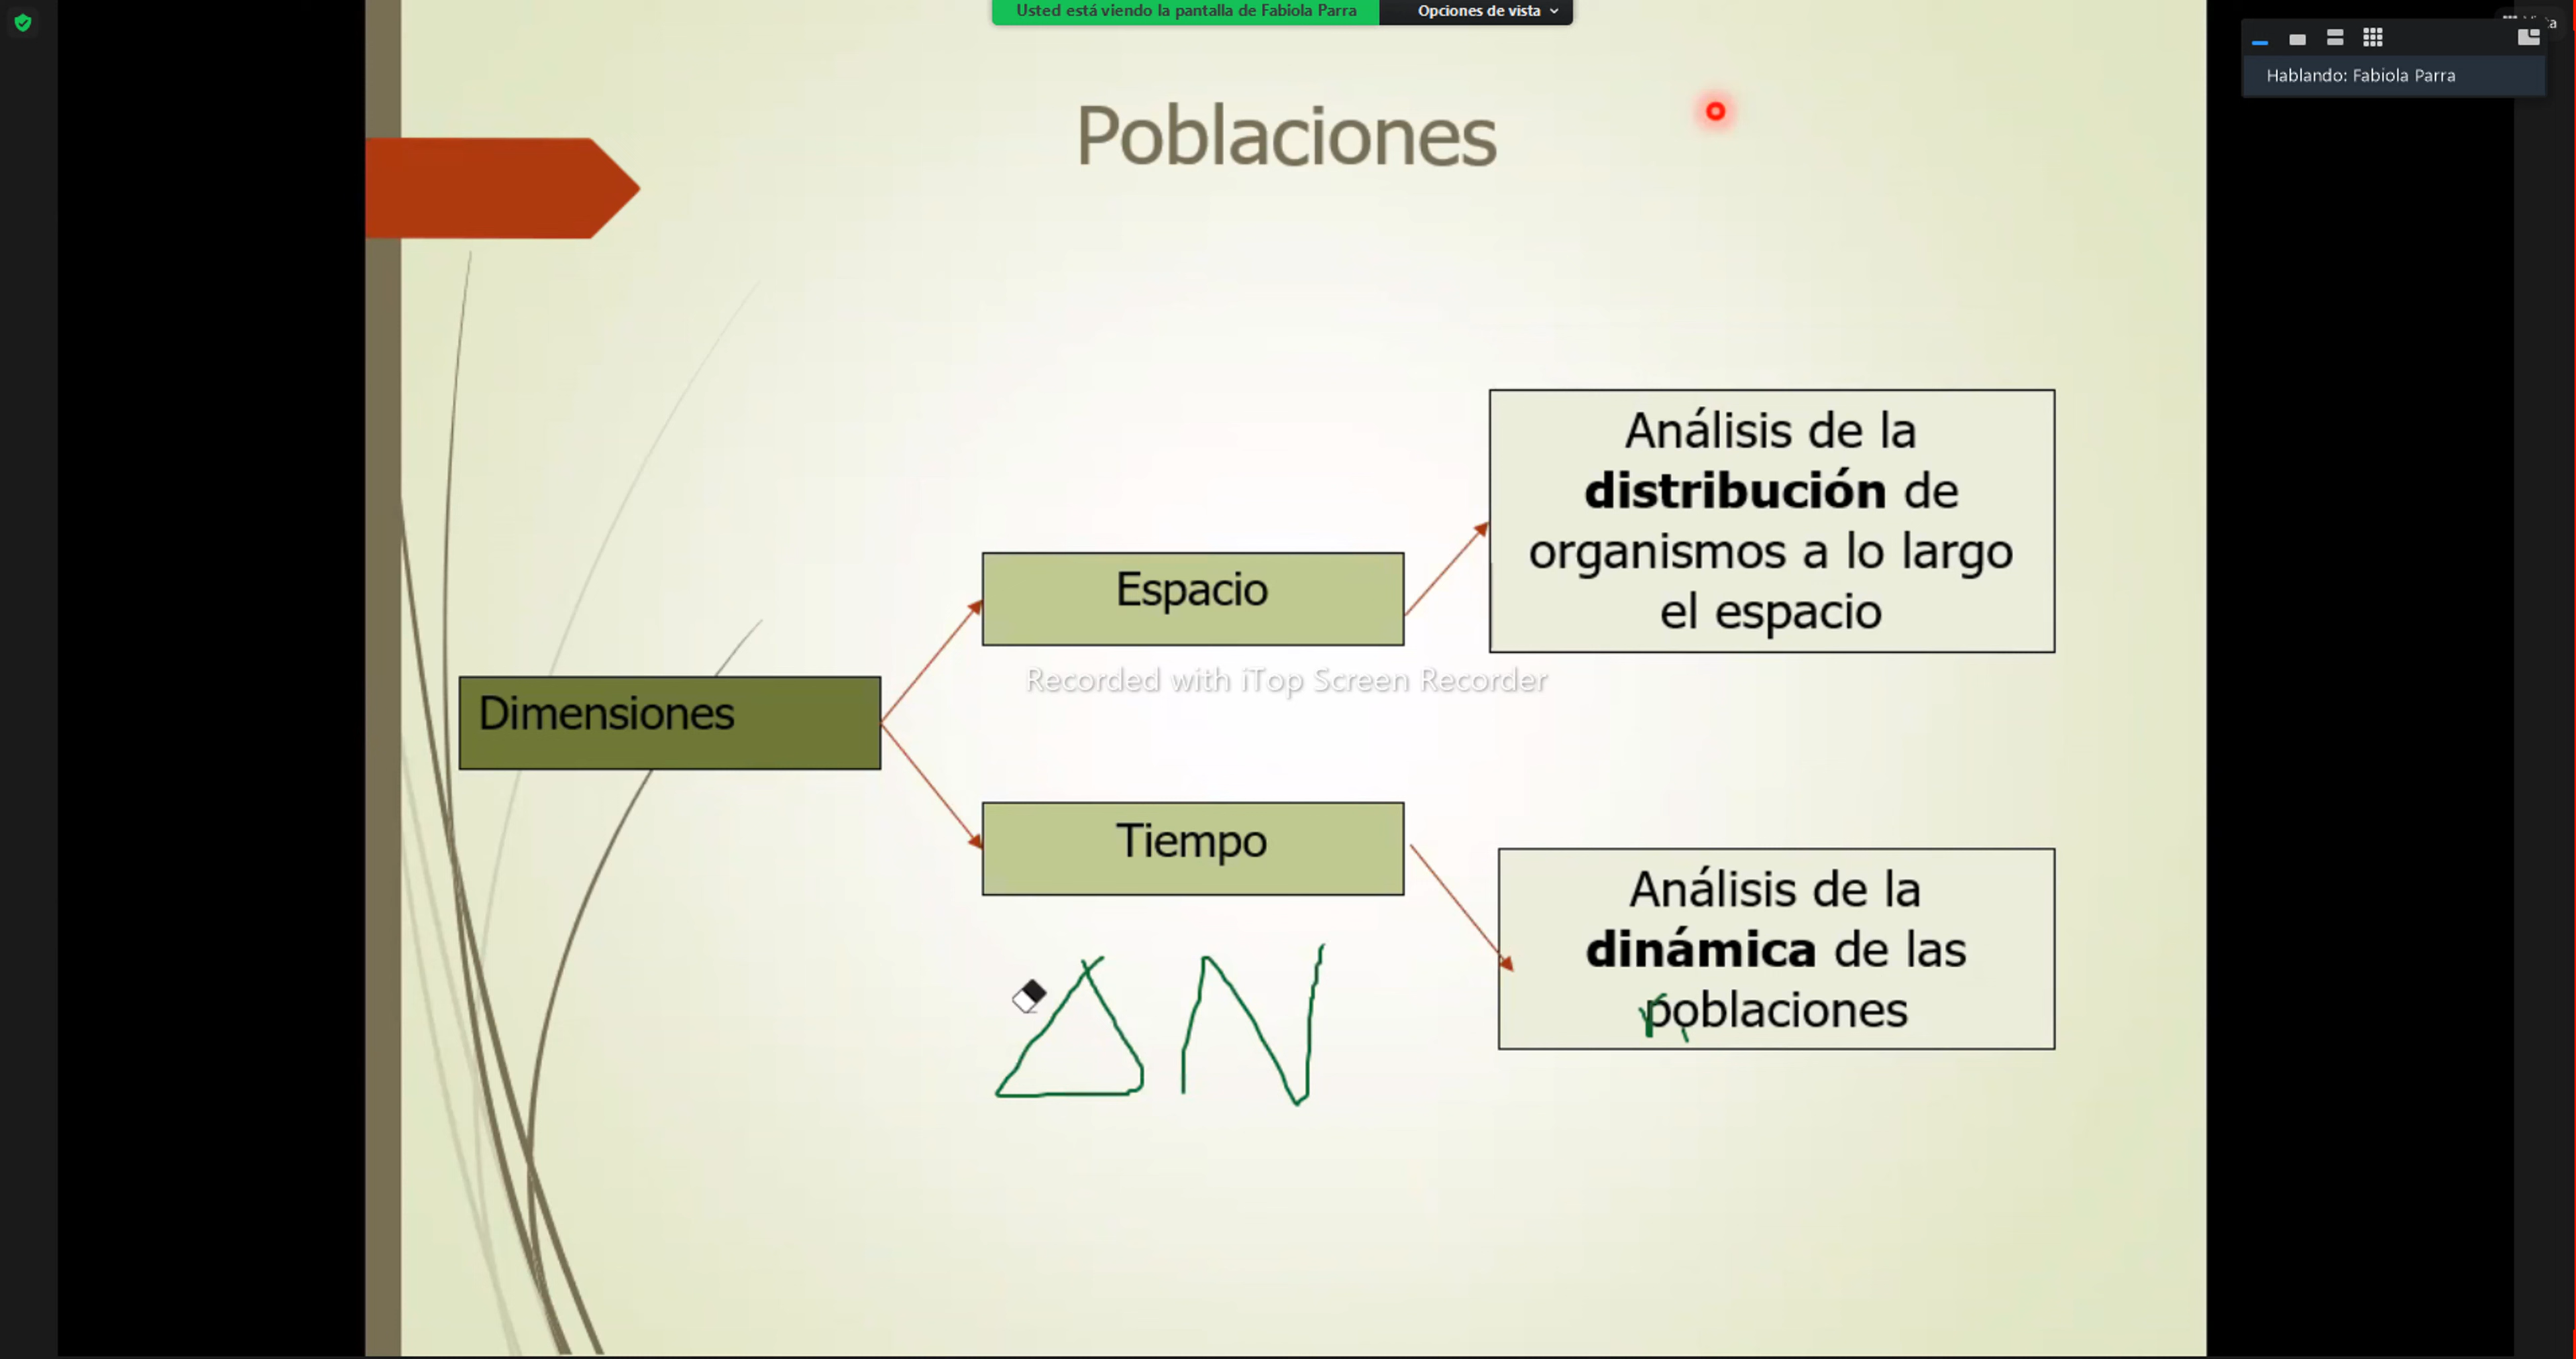 Usted está viendo la pantalla de Fabiola Parra
Opciones de vista
Hablando: Fabiola Parra
Poblaciones
Análisis de la
distribución de
organismos a lo largo
el espacio
Espacio
Recorded with iTop Screen Recorder
Dimensiones
Tiempo
Análisis de la
dinámica de las
poblaciones
Δ N